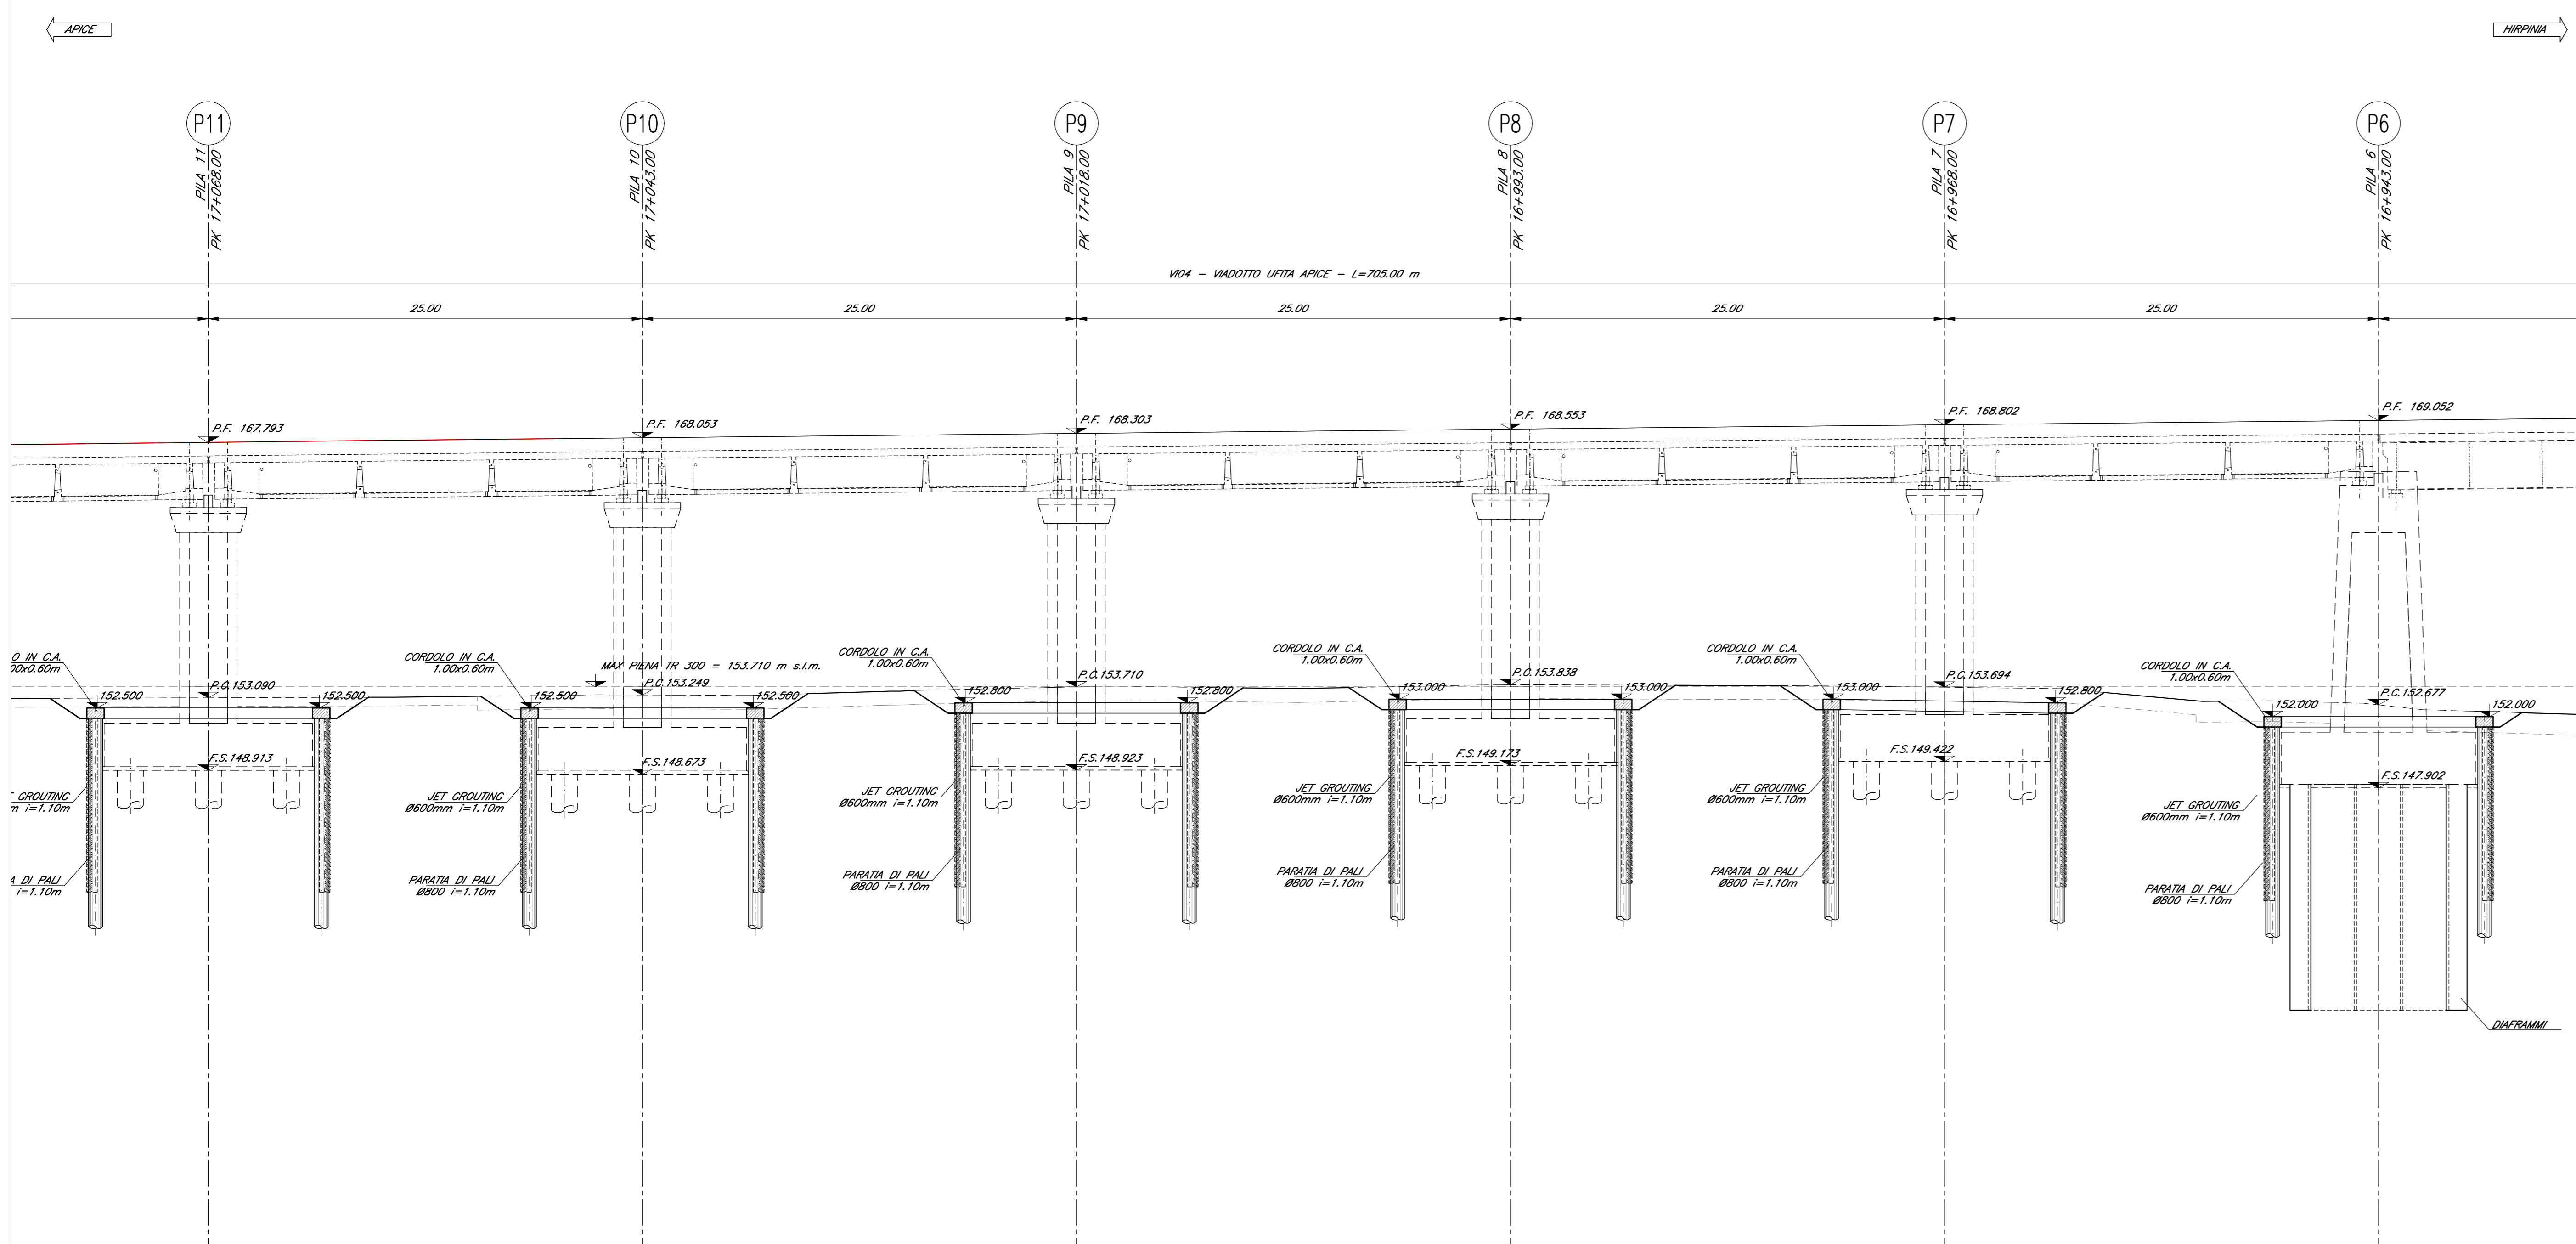 APICE
HIRPINIA
P11
P10
P9
P8
P7
P6
PILA 11
PK 17+068.00
PILA 10
PK 17+043.00
PILA 9
PK 17+018.00
PILA 8
PK 16+993.00
PILA 7
PK 16+968.00
PILA 6
PK 16+943.00
VI04 - VIADOTTO UFITA APICE - L=705.00 m
25.00
25.00
25.00
25.00
25.00
P.F. 167.793
P.F. 168.053
P.F. 168.303
P.F. 168.553
P.F. 168.802
P.F. 169.052
O IN C.A.
00x0.60m
CORDOLO IN C.A.
1.00x0.60m
MAX PIENA TR 300 = 153.710 m s.l.m.
CORDOLO IN C.A.
1.00x0.60m
CORDOLO IN C.A.
1.00x0.60m
CORDOLO IN C.A.
1.00x0.60m
CORDOLO IN C.A.
1.00x0.60m
152.500
P.C.153.090
152.500
152.500
P.C.153.249
152.500
152.800
P.C.153.710
152.800
153.000
P.C.153.838
153.000
153.000
P.C.153.694
152.800
152.000
P.C.152.677
152.000
F.S.148.913
F.S.148.673
F.S.148.923
F.S.149.173
F.S.149.422
F.S.147.902
T GROUTING
m i=1.10m
JET GROUTING
Ø600mm i=1.10m
JET GROUTING
Ø600mm i=1.10m
JET GROUTING
Ø600mm i=1.10m
JET GROUTING
Ø600mm i=1.10m
JET GROUTING
Ø600mm i=1.10m
A DI PALI
i=1.10m
PARATIA DI PALI
Ø800 i=1.10m
PARATIA DI PALI
Ø800 i=1.10m
PARATIA DI PALI
Ø800 i=1.10m
PARATIA DI PALI
Ø800 i=1.10m
PARATIA DI PALI
Ø800 i=1.10m
DIAFRAMMI